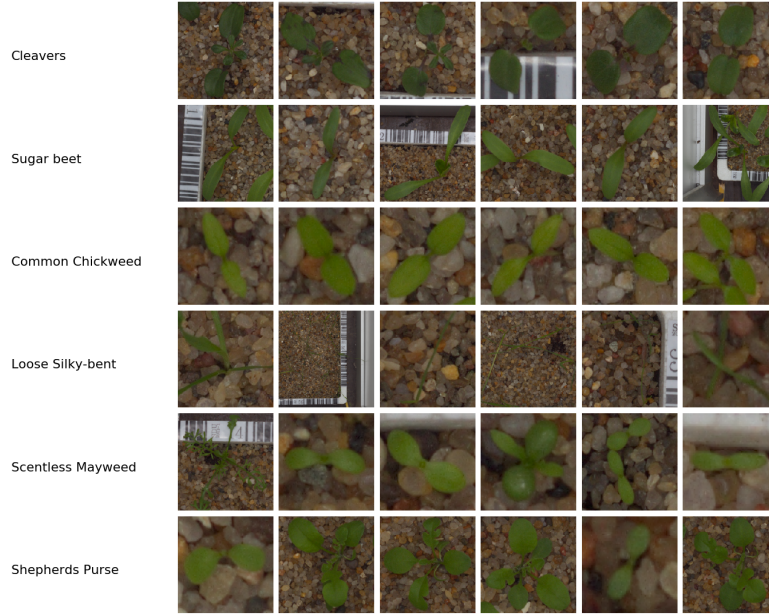 Cleavers
Sugar beet
Common Chickweed
Loose Silky-bent
Scentless Mayweed
Shepherds Purse